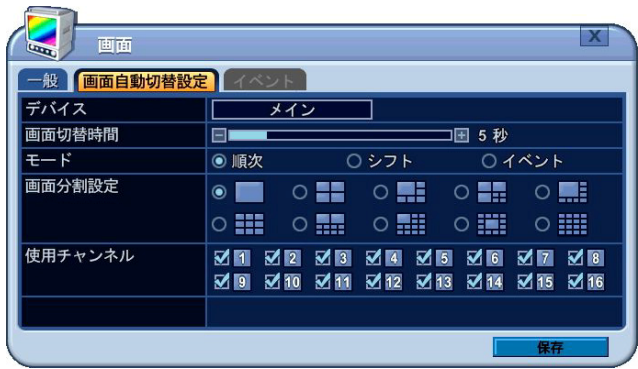 画面
X
一般 画面自動切替設定 イベント
デバイス メイン
画面切替時間 5 秒
モード 順次 シフト イベント
画面分割設定
使用チャンネル 1 2 3 4 5 6 7 8
9 10 11 12 13 14 15 16
保存